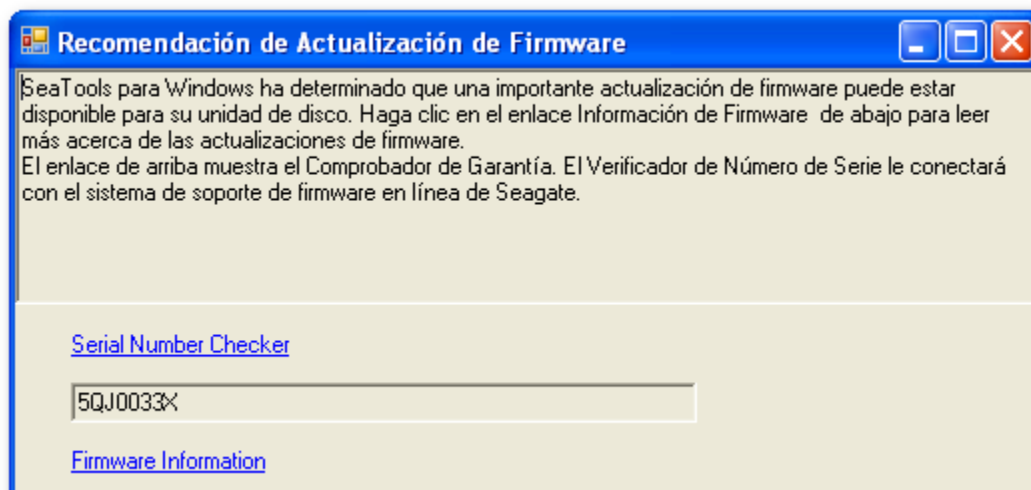 Recomendación de Actualización de Firmware
SeaTools para Windows ha determinado que una importante actualización de firmware puede estar
disponible para su unidad de disco. Haga clic en el enlace Información de Firmware  de abajo para leer
más acerca de las actualizaciones de firmware.
El enlace de arriba muestra el Comprobador de Garantía. El Verificador de Número de Serie le conectará
con el sistema de soporte de firmware en línea de Seagate.
Serial Number Checker
5QJ0033X
Firmware Information